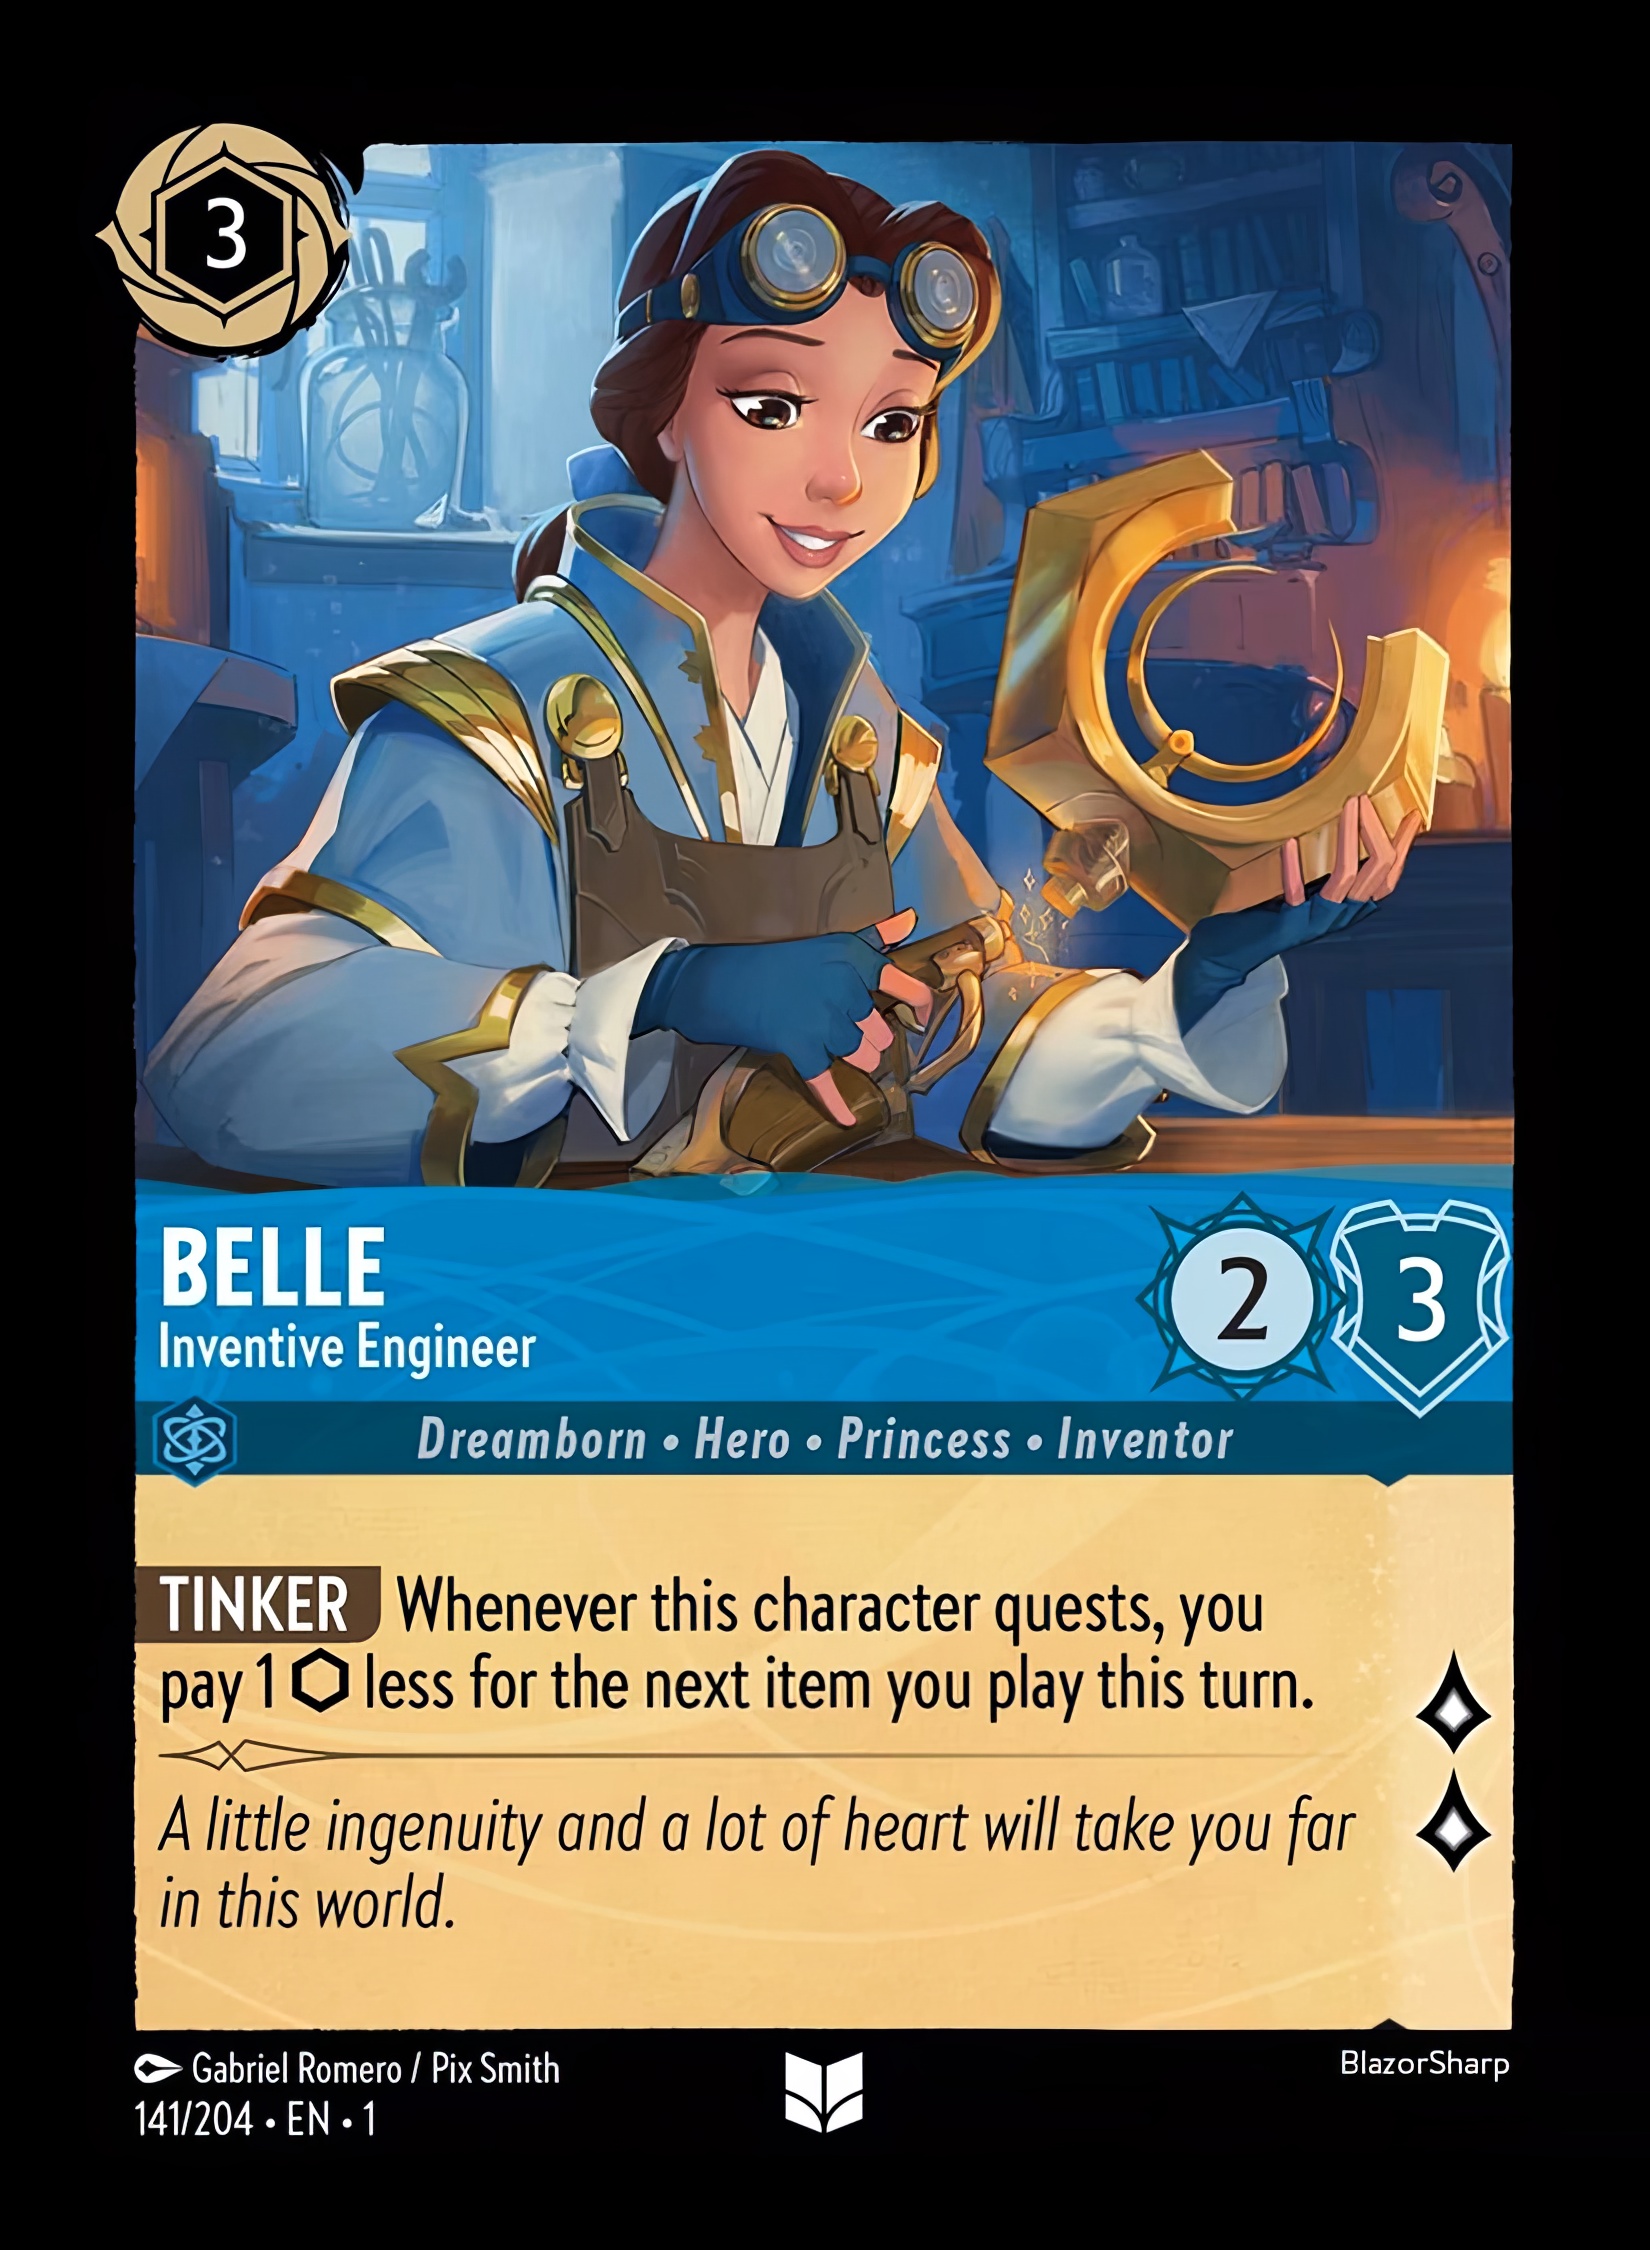 3
BELLE
Inventive Engineer
2
3
Dreamborn • Hero • Princess • Inventor
TINKER Whenever this character quests, you
pay 1 ⬡ less for the next item you play this turn.
A little ingenuity and a lot of heart will take you far
in this world.
Gabriel Romero / Pix Smith
BlazorSharp
141/204 • EN • 1